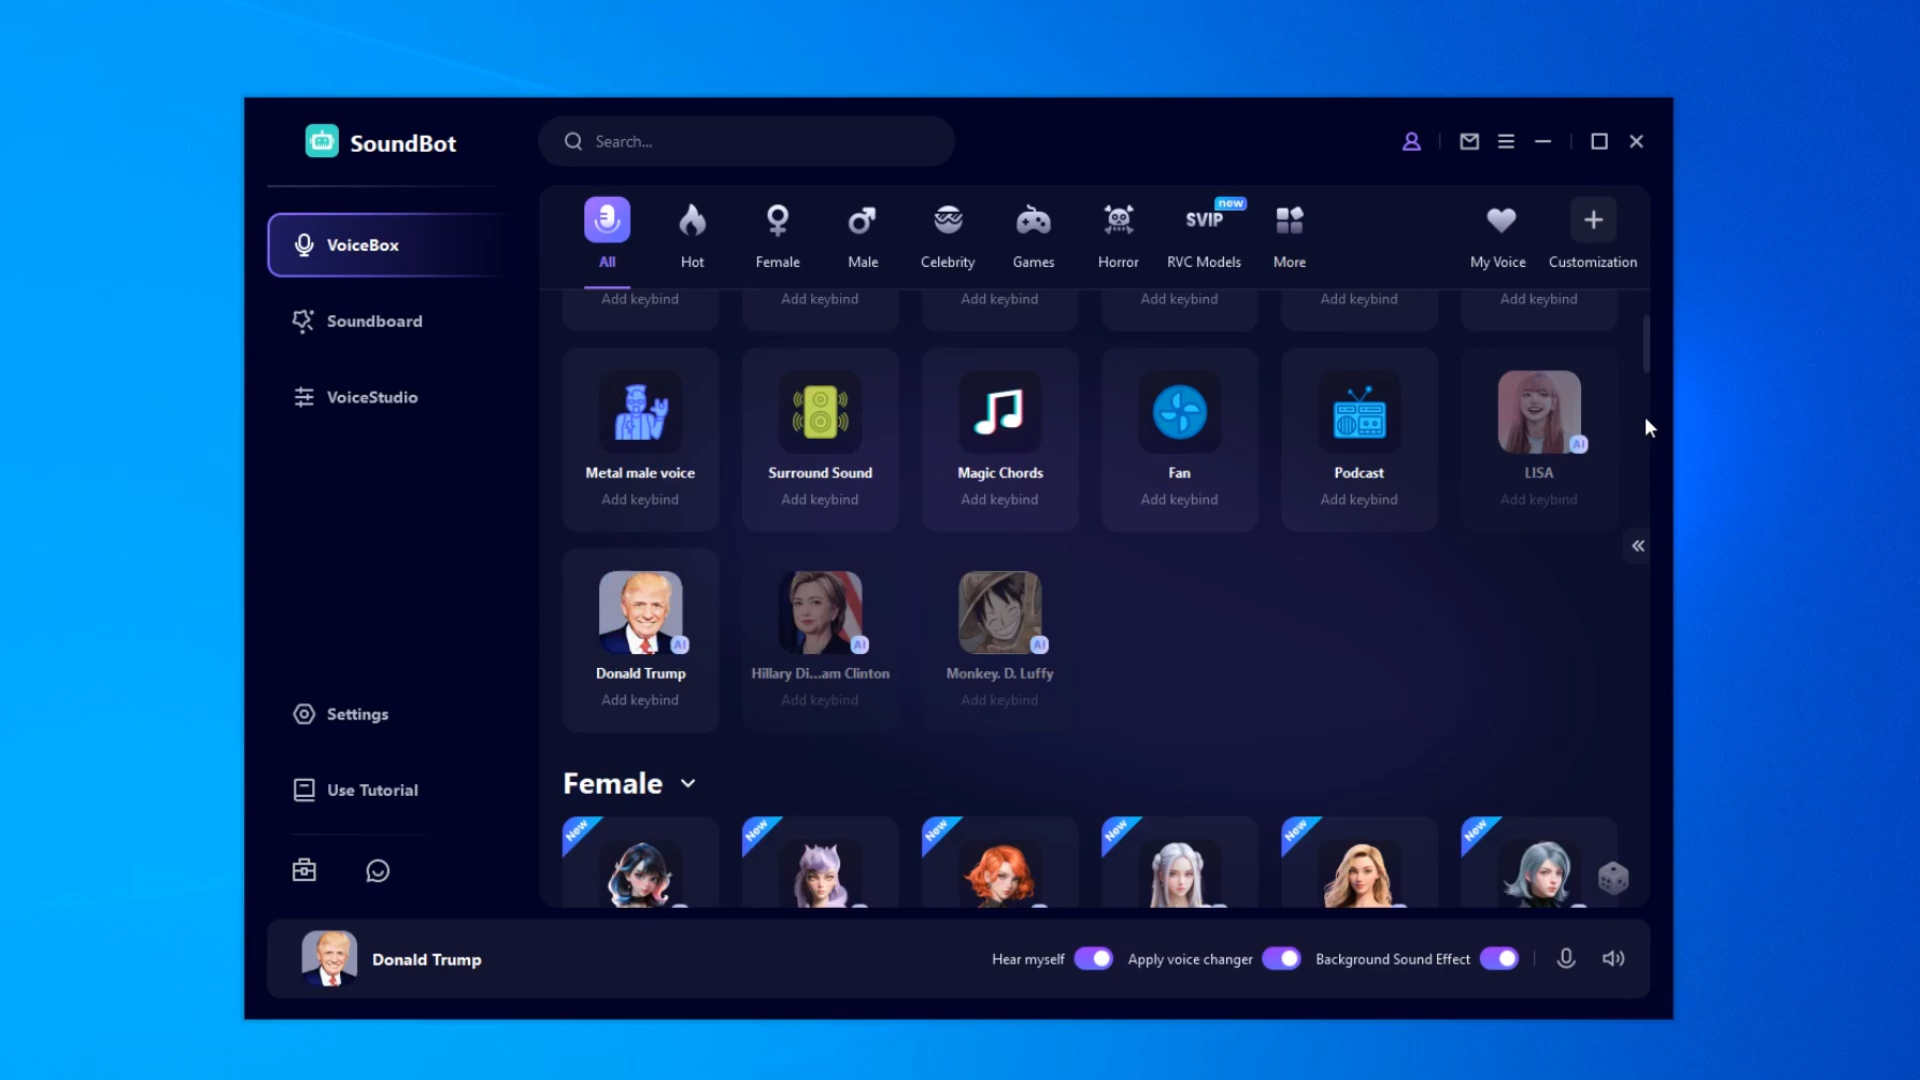 SoundBot
Search...
VoiceBox
Soundboard
VoiceStudio
Settings
Use Tutorial
new
SVIP
All
Hot
Female
Male
Celebrity
Games
Horror
RVC Models
More
My Voice
Customization
Add keybind
Add keybind
Add keybind
Add keybind
Add keybind
Add keybind
AI
Metal male voice
Surround Sound
Magic Chords
Fan
Podcast
LISA
Add keybind
Add keybind
Add keybind
Add keybind
Add keybind
Add keybind
AI
AI
AI
Donald Trump
Hillary Di...am Clinton
Monkey. D. Luffy
Add keybind
Add keybind
Add keybind
Female
New
New
New
New
New
New
Donald Trump
Hear myself
Apply voice changer
Background Sound Effect